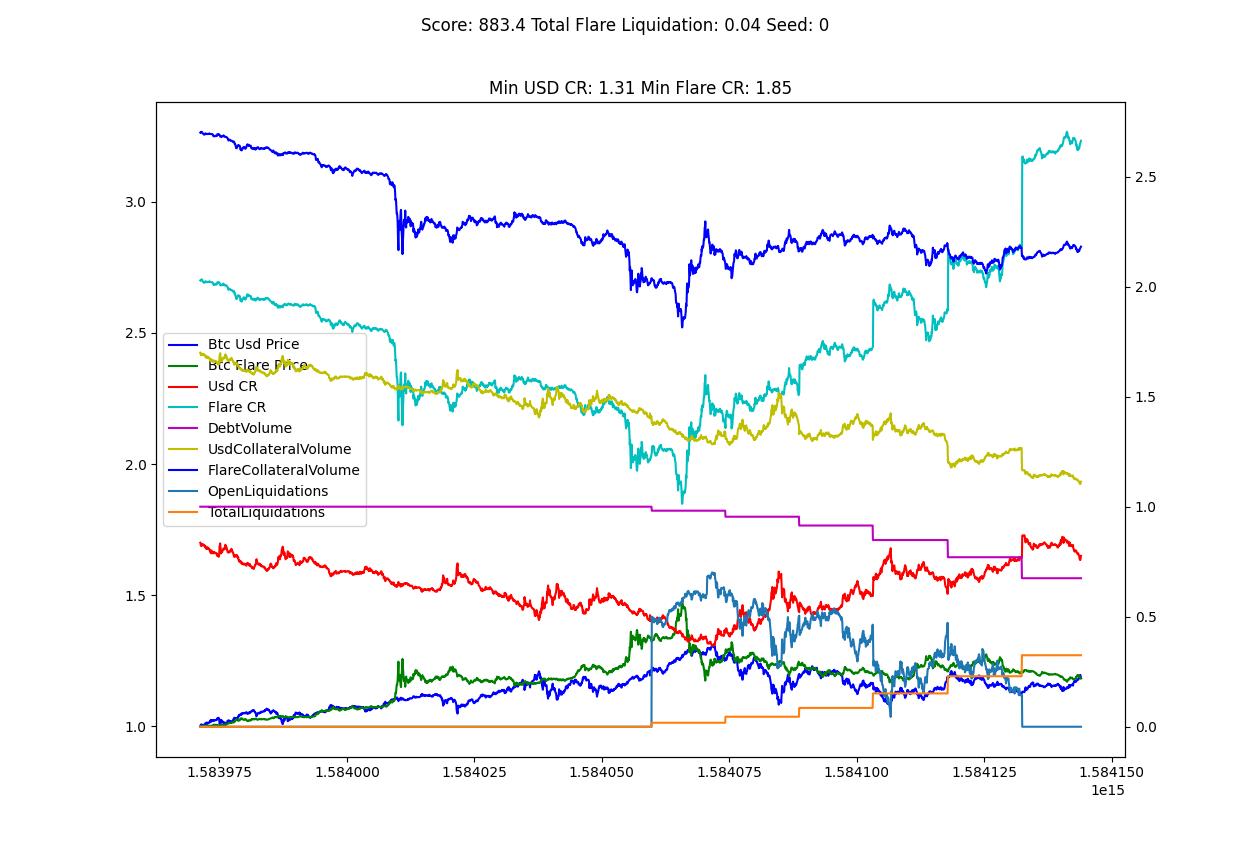 Score: 883.4 Total Flare Liquidation: 0.04 Seed: 0
Min USD CR: 1.31 Min Flare CR: 1.85
3.0
2.5
2.0
1.5
1.0
2.5
2.0
1.5
1.0
0.5
0.0
Btc Usd Price
Btc Flare Price
Usd CR
Flare CR
DebtVolume
UsdCollateralVolume
FlareCollateralVolume
OpenLiquidations
TotalLiquidations
1.583975 1.584000 1.584025 1.584050 1.584075 1.584100 1.584125 1.584150
1e15